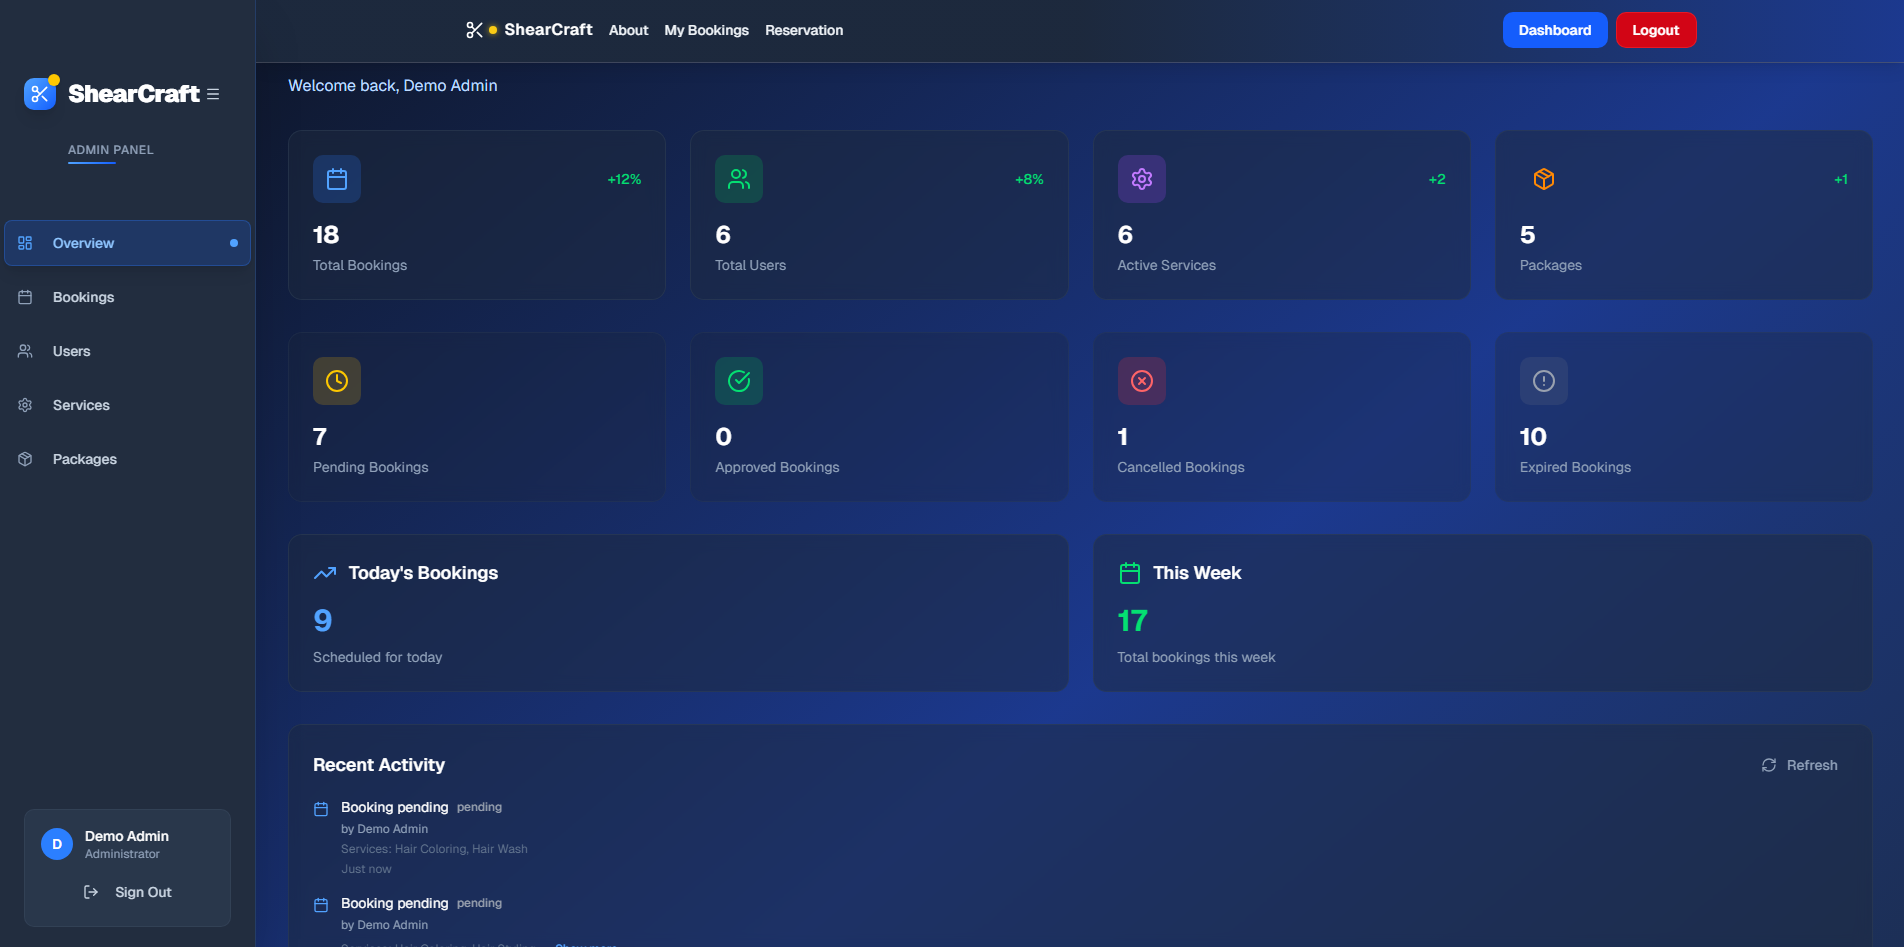 ShearCraft
ADMIN PANEL
Overview
Bookings
Users
Services
Packages
D
Demo Admin
Administrator
Sign Out
ShearCraft About My Bookings Reservation Dashboard Logout
Welcome back, Demo Admin
+12%
18
Total Bookings
+8%
6
Total Users
+2
6
Active Services
+1
5
Packages
7
Pending Bookings
0
Approved Bookings
1
Cancelled Bookings
10
Expired Bookings
Today's Bookings
9
Scheduled for today
This Week
17
Total bookings this week
Recent Activity
Refresh
Booking pending pending
by Demo Admin
Services: Hair Coloring, Hair Wash
Just now
Booking pending pending
by Demo Admin